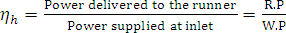 η_h = Power delivered to the runner / Power supplied at inlet = R.P / W.P